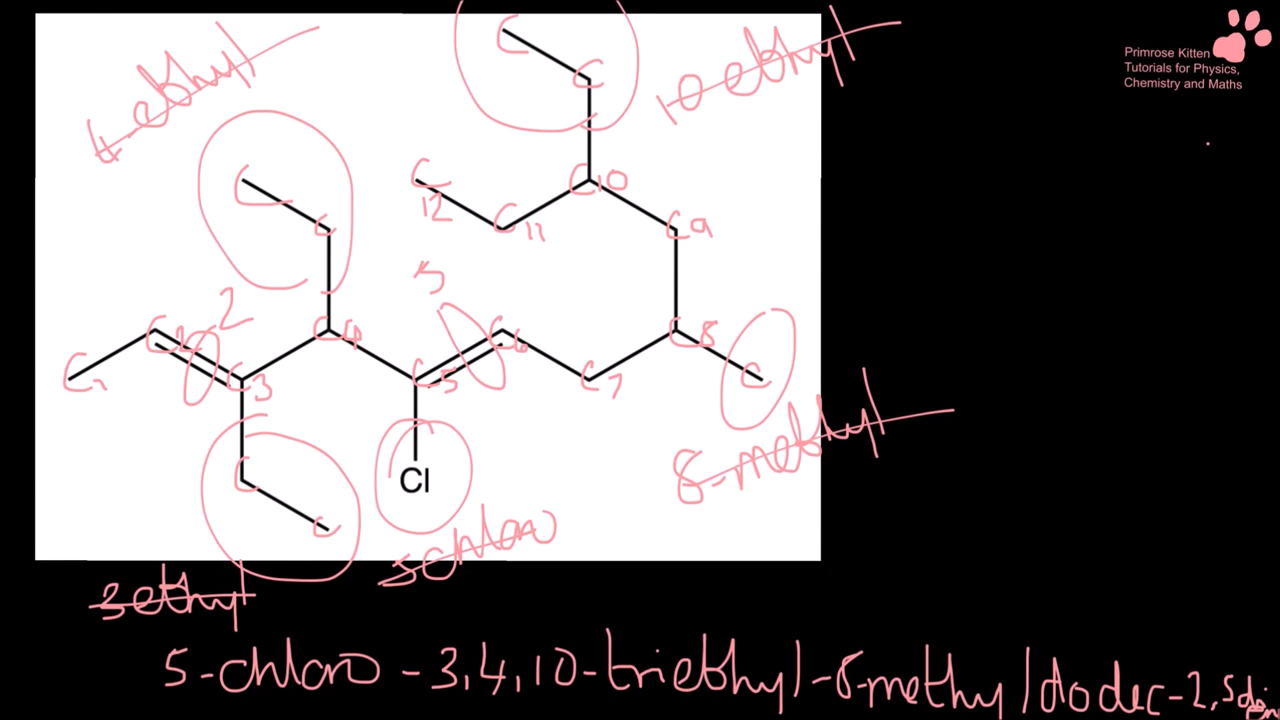 Primrose Kitten
Tutorials for Physics,
Chemistry and Maths
4-ethyl
10 ethyl
C
C
C
C
12
C11
C10
C9
C
C
2
5
C1
C2
C3
C4
C5
C6
C7
C8
C
C
C
Cl
8-methyl
5chloro
3ethyl
5-chloro-3,4,10-triethyl-8-methyldodec-2,5dien